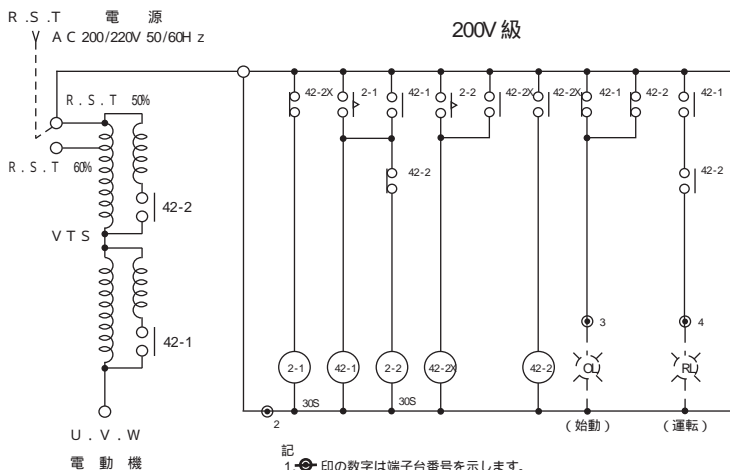 R.S.T 電源
AC 200/220V 50/60Hz
200V級
R.S.T 50%
R.S.T 60%
42-2
VTS
42-1
U.V.W
電動機
42-2X
2-1
42-1
2-2
42-2X
42-2X
42-1
42-2
42-1
42-2
42-2
3
4
2-1
42-1
2-2
42-2X
42-2
OL
RL
30S
30S
2
(始動)
(運転)
記
1. 印の数字は端子台番号を示します。